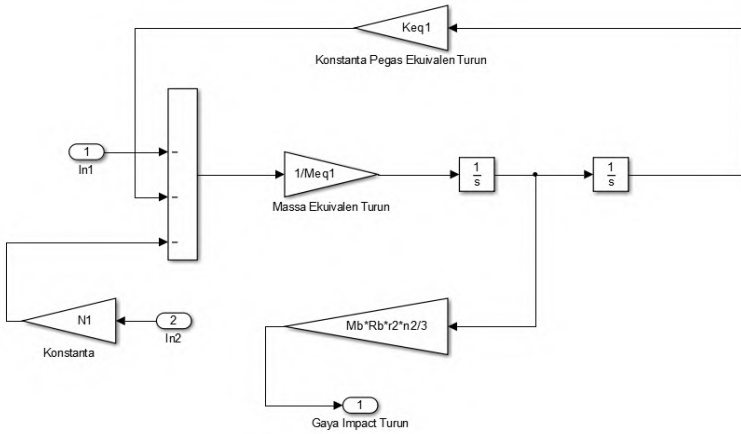 Keq1
Konstanta Pegas Ekuivalen Turun
1
In1
1/Meq1
Massa Ekuivalen Turun
1
s
1
s
N1
Konstanta
2
In2
Mb*Rb*r2*n2/3
1
Gaya Impact Turun